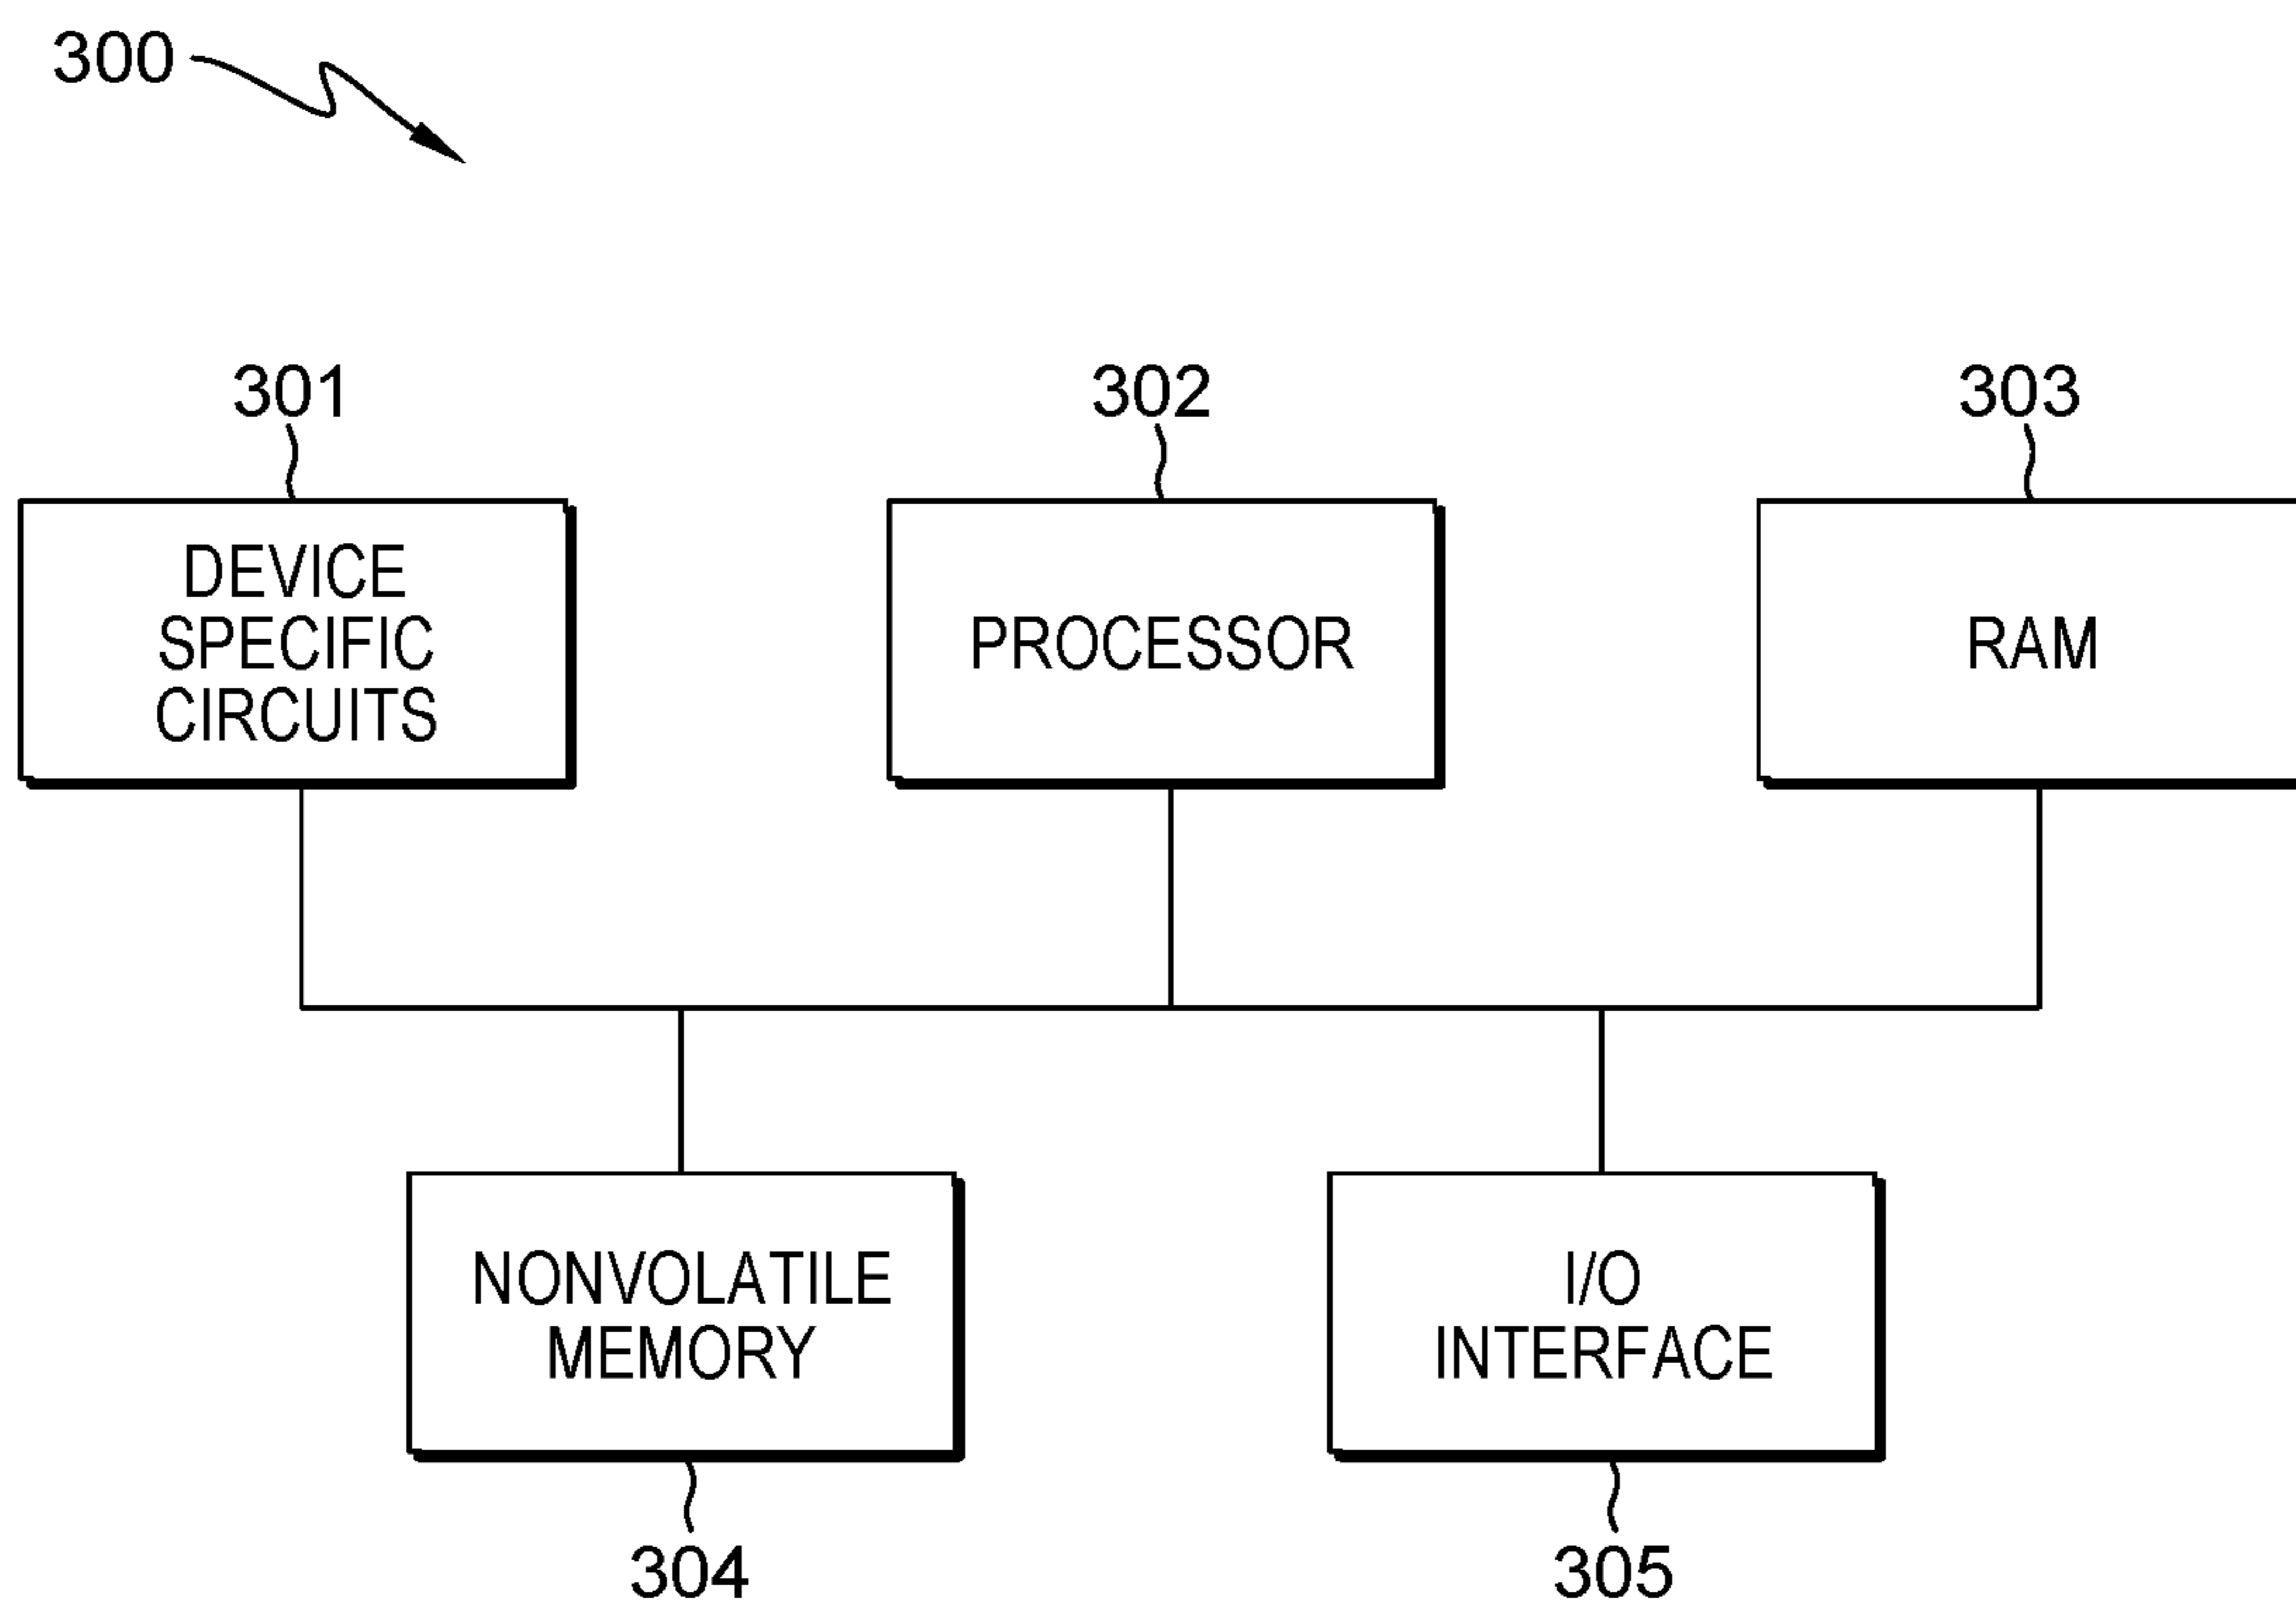 300
301
302
303
DEVICE
SPECIFIC
CIRCUITS
PROCESSOR
RAM
NONVOLATILE
MEMORY
I/O
INTERFACE
304
305